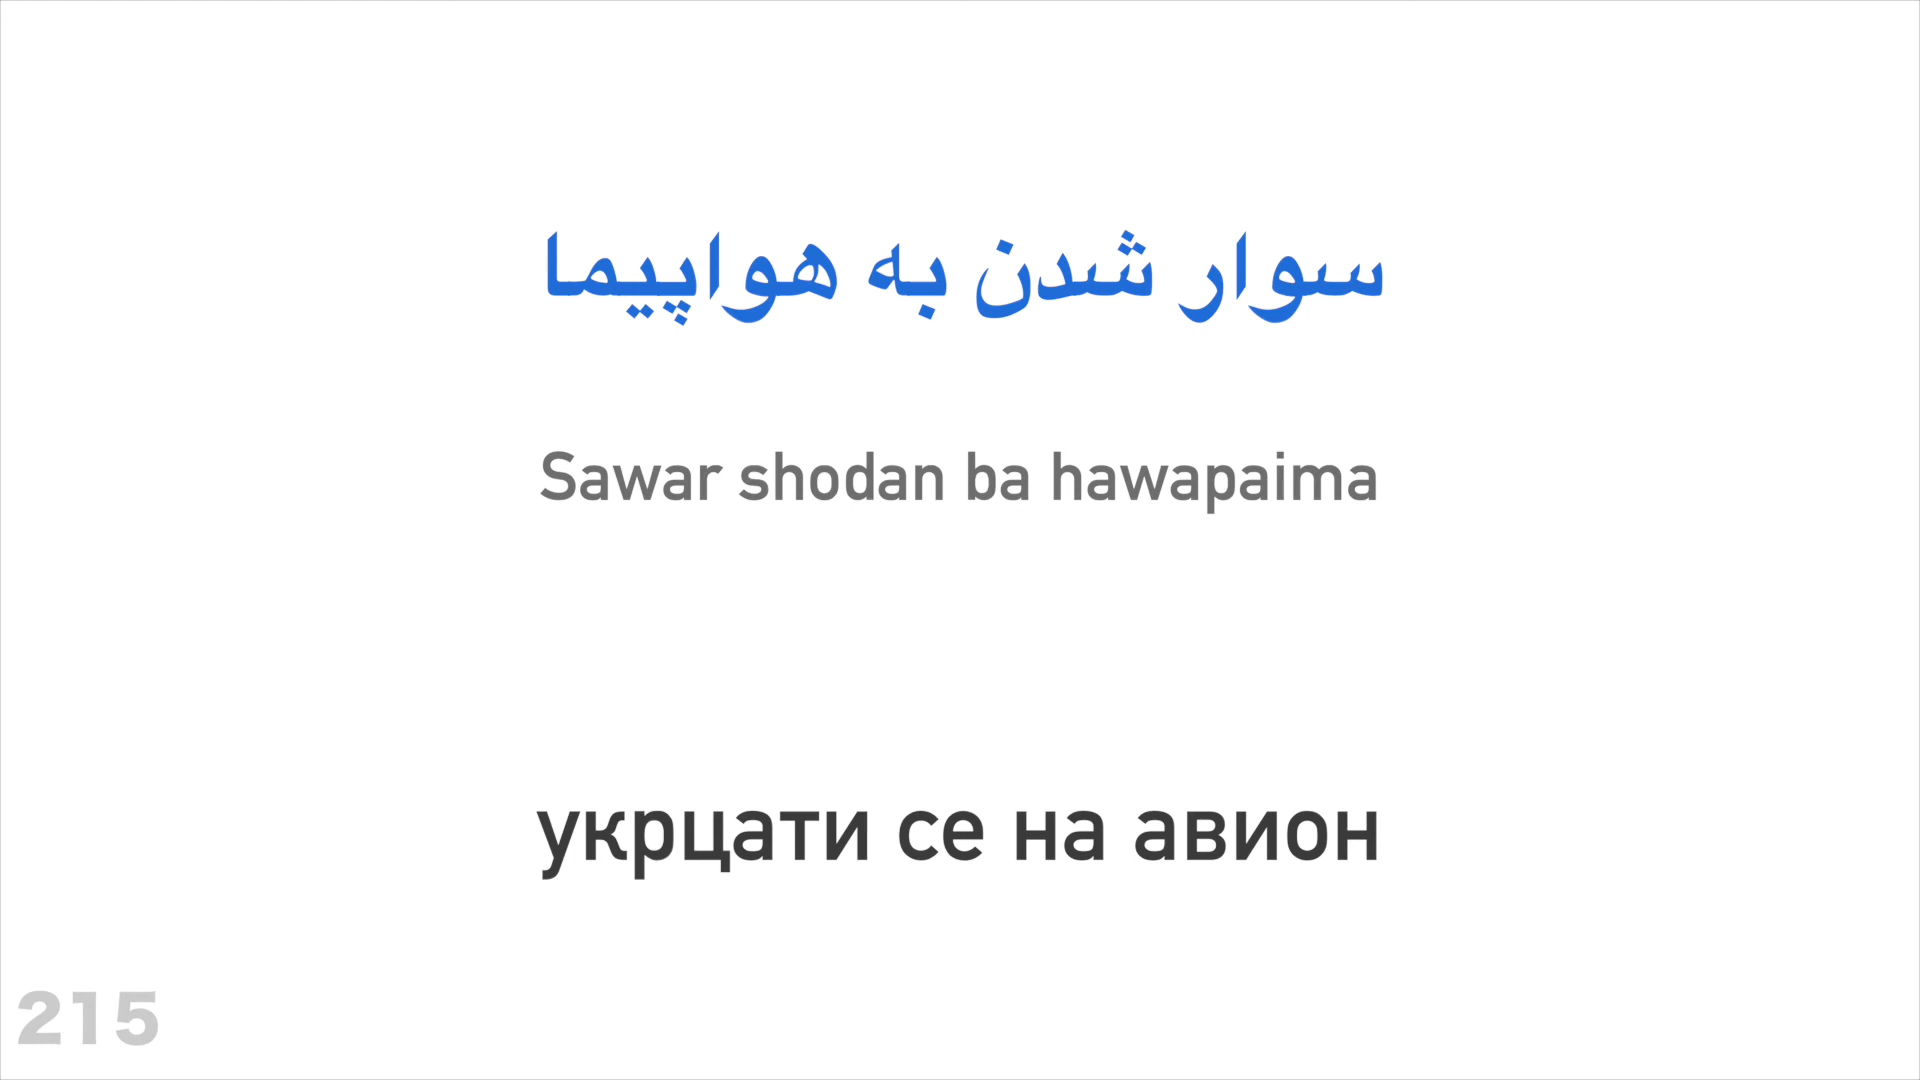 سوار شدن به هواپیما
Sawar shodan ba hawapaima
укрцати се на авион
215